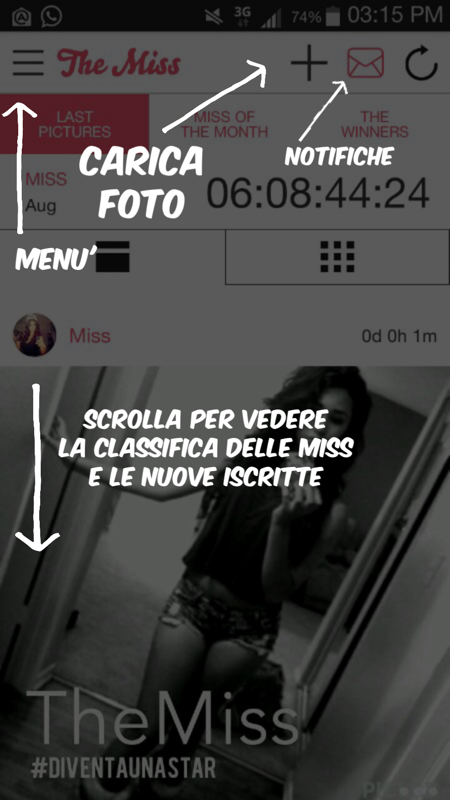 3G 74% 03:15 PM
The Miss
LAST
PICTURES
MISS OF
THE MONTH
THE
WINNERS
CARICA
FOTO
NOTIFICHE
MISS
Aug
06:08:44:24
MENU'
Miss
0d 0h 1m
SCROLLA PER VEDERE
LA CLASSIFICA DELLE MISS
E LE NUOVE ISCRITTE
TheMiss
#DIVENTAUNASTAR